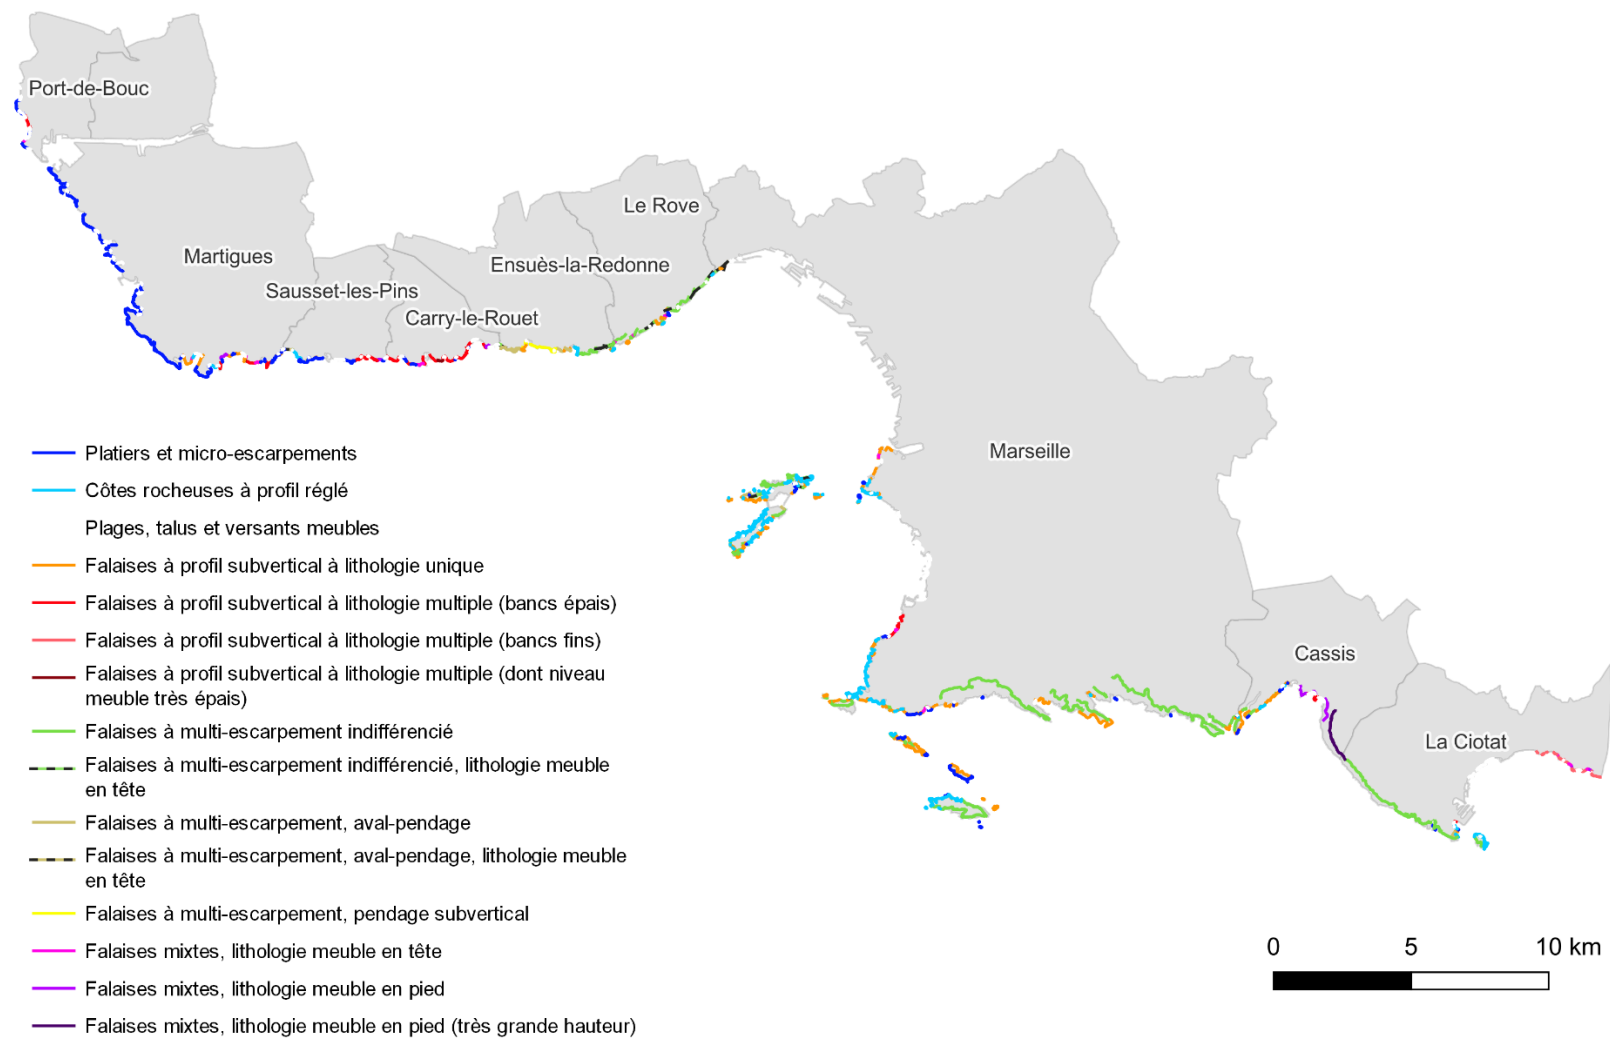 Port-de-Bouc
Le Rove
Martigues
Ensuès-la-Redonne
Sausset-les-Pins
Carry-le-Rouet
Marseille
Cassis
La Ciotat
Platiers et micro-escarpements
Côtes rocheuses à profil réglé
Plages, talus et versants meubles
Falaises à profil subvertical à lithologie unique
Falaises à profil subvertical à lithologie multiple (bancs épais)
Falaises à profil subvertical à lithologie multiple (bancs fins)
Falaises à profil subvertical à lithologie multiple (dont niveau
meuble très épais)
Falaises à multi-escarpement indifférencié
Falaises à multi-escarpement indifférencié, lithologie meuble
en tête
Falaises à multi-escarpement, aval-pendage
Falaises à multi-escarpement, aval-pendage, lithologie meuble
en tête
Falaises à multi-escarpement, pendage subvertical
Falaises mixtes, lithologie meuble en tête
Falaises mixtes, lithologie meuble en pied
Falaises mixtes, lithologie meuble en pied (très grande hauteur)
0 5 10 km